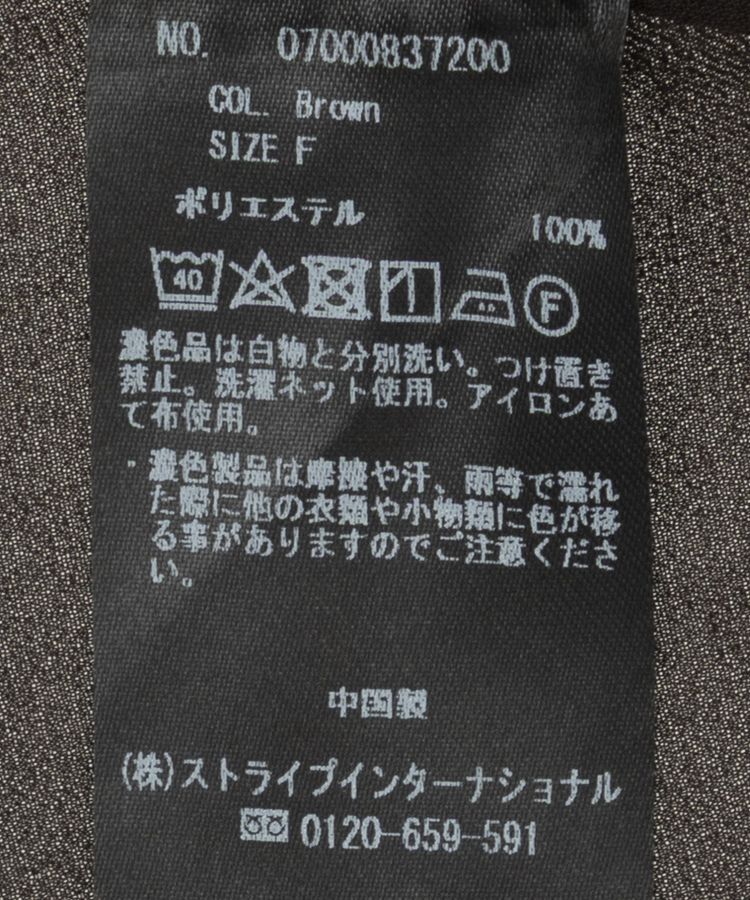 NO. 07000837200
COL. Brown
SIZE F
ポリエステル 100%
40 F
濃色品は白物と分別洗い。つけ置き
禁止。洗濯ネット使用。アイロンあ
て布使用。
・濃色製品は摩擦や汗、雨等で濡れ
た際に他の衣類や小物類に色が移
る事がありますのでご注意くださ
い。
中国製
(株)ストライプインターナショナル
0120-659-591